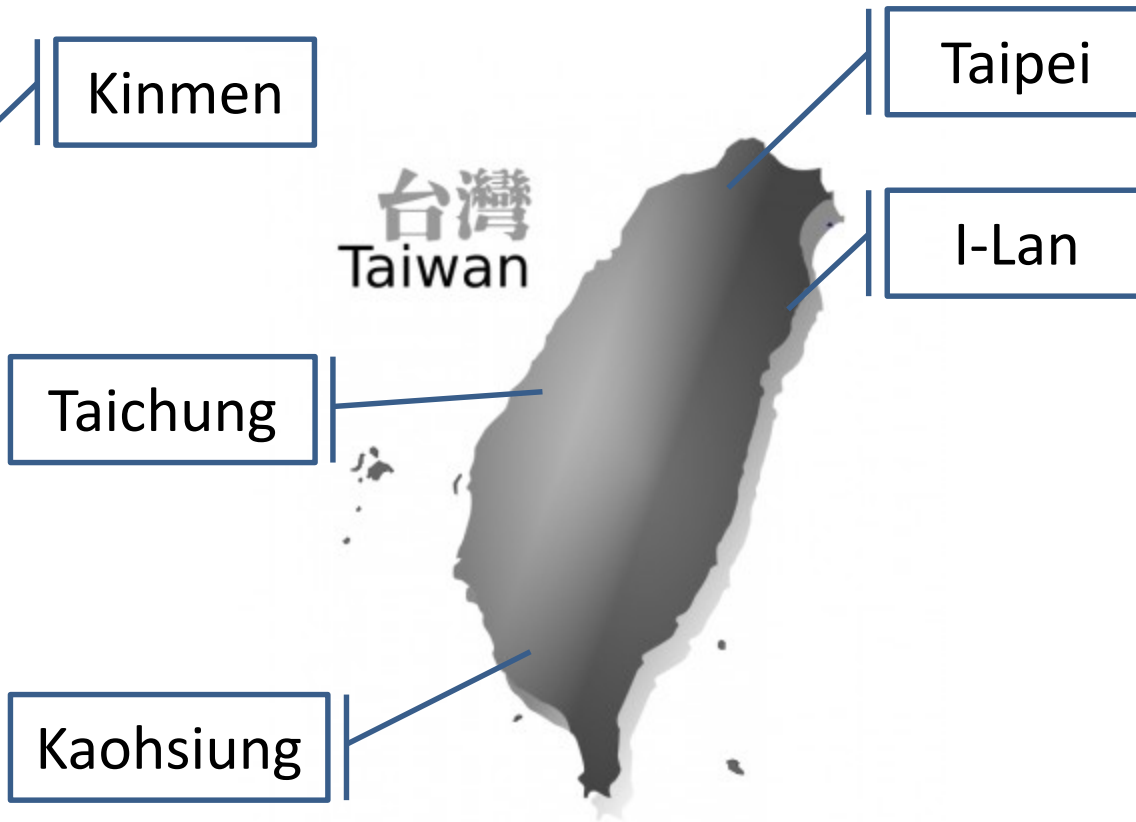 Kinmen
Taipei
台灣
Taiwan
I-Lan
Taichung
Kaohsiung